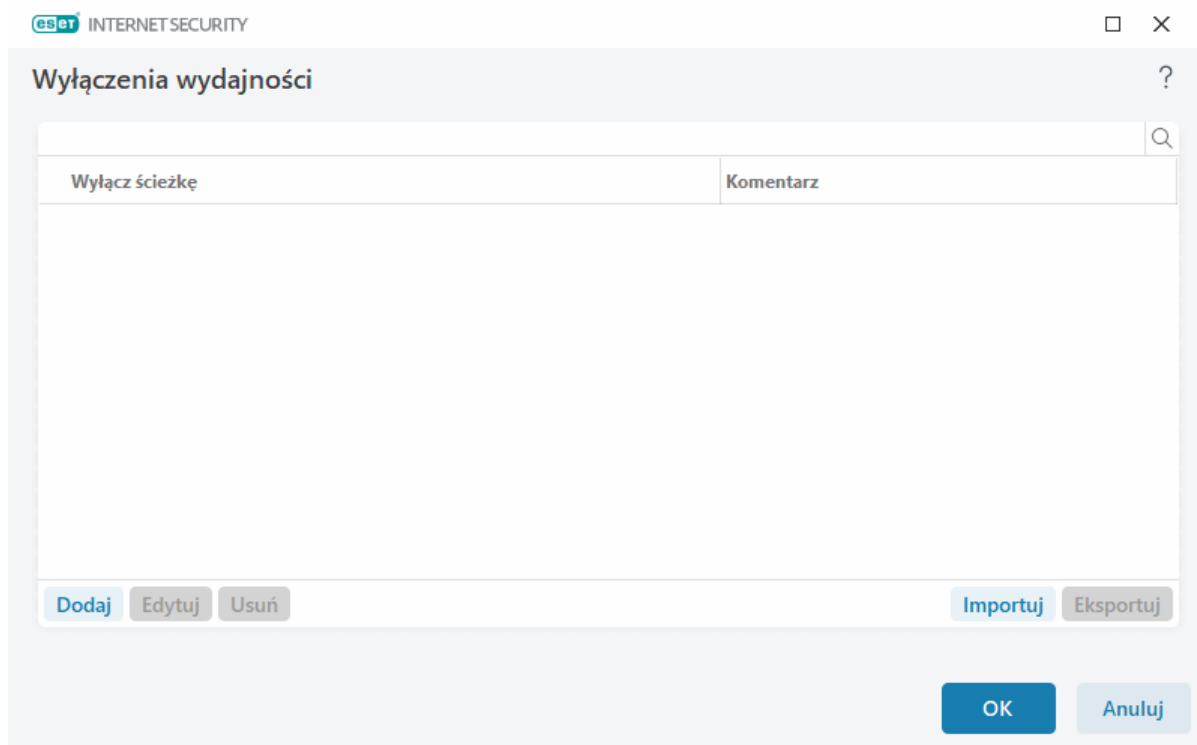 eset INTERNET SECURITY
Wyłączenia wydajności
?
Wyłącz ścieżkę Komentarz
Dodaj Edytuj Usuń Importuj Eksportuj
OK Anuluj